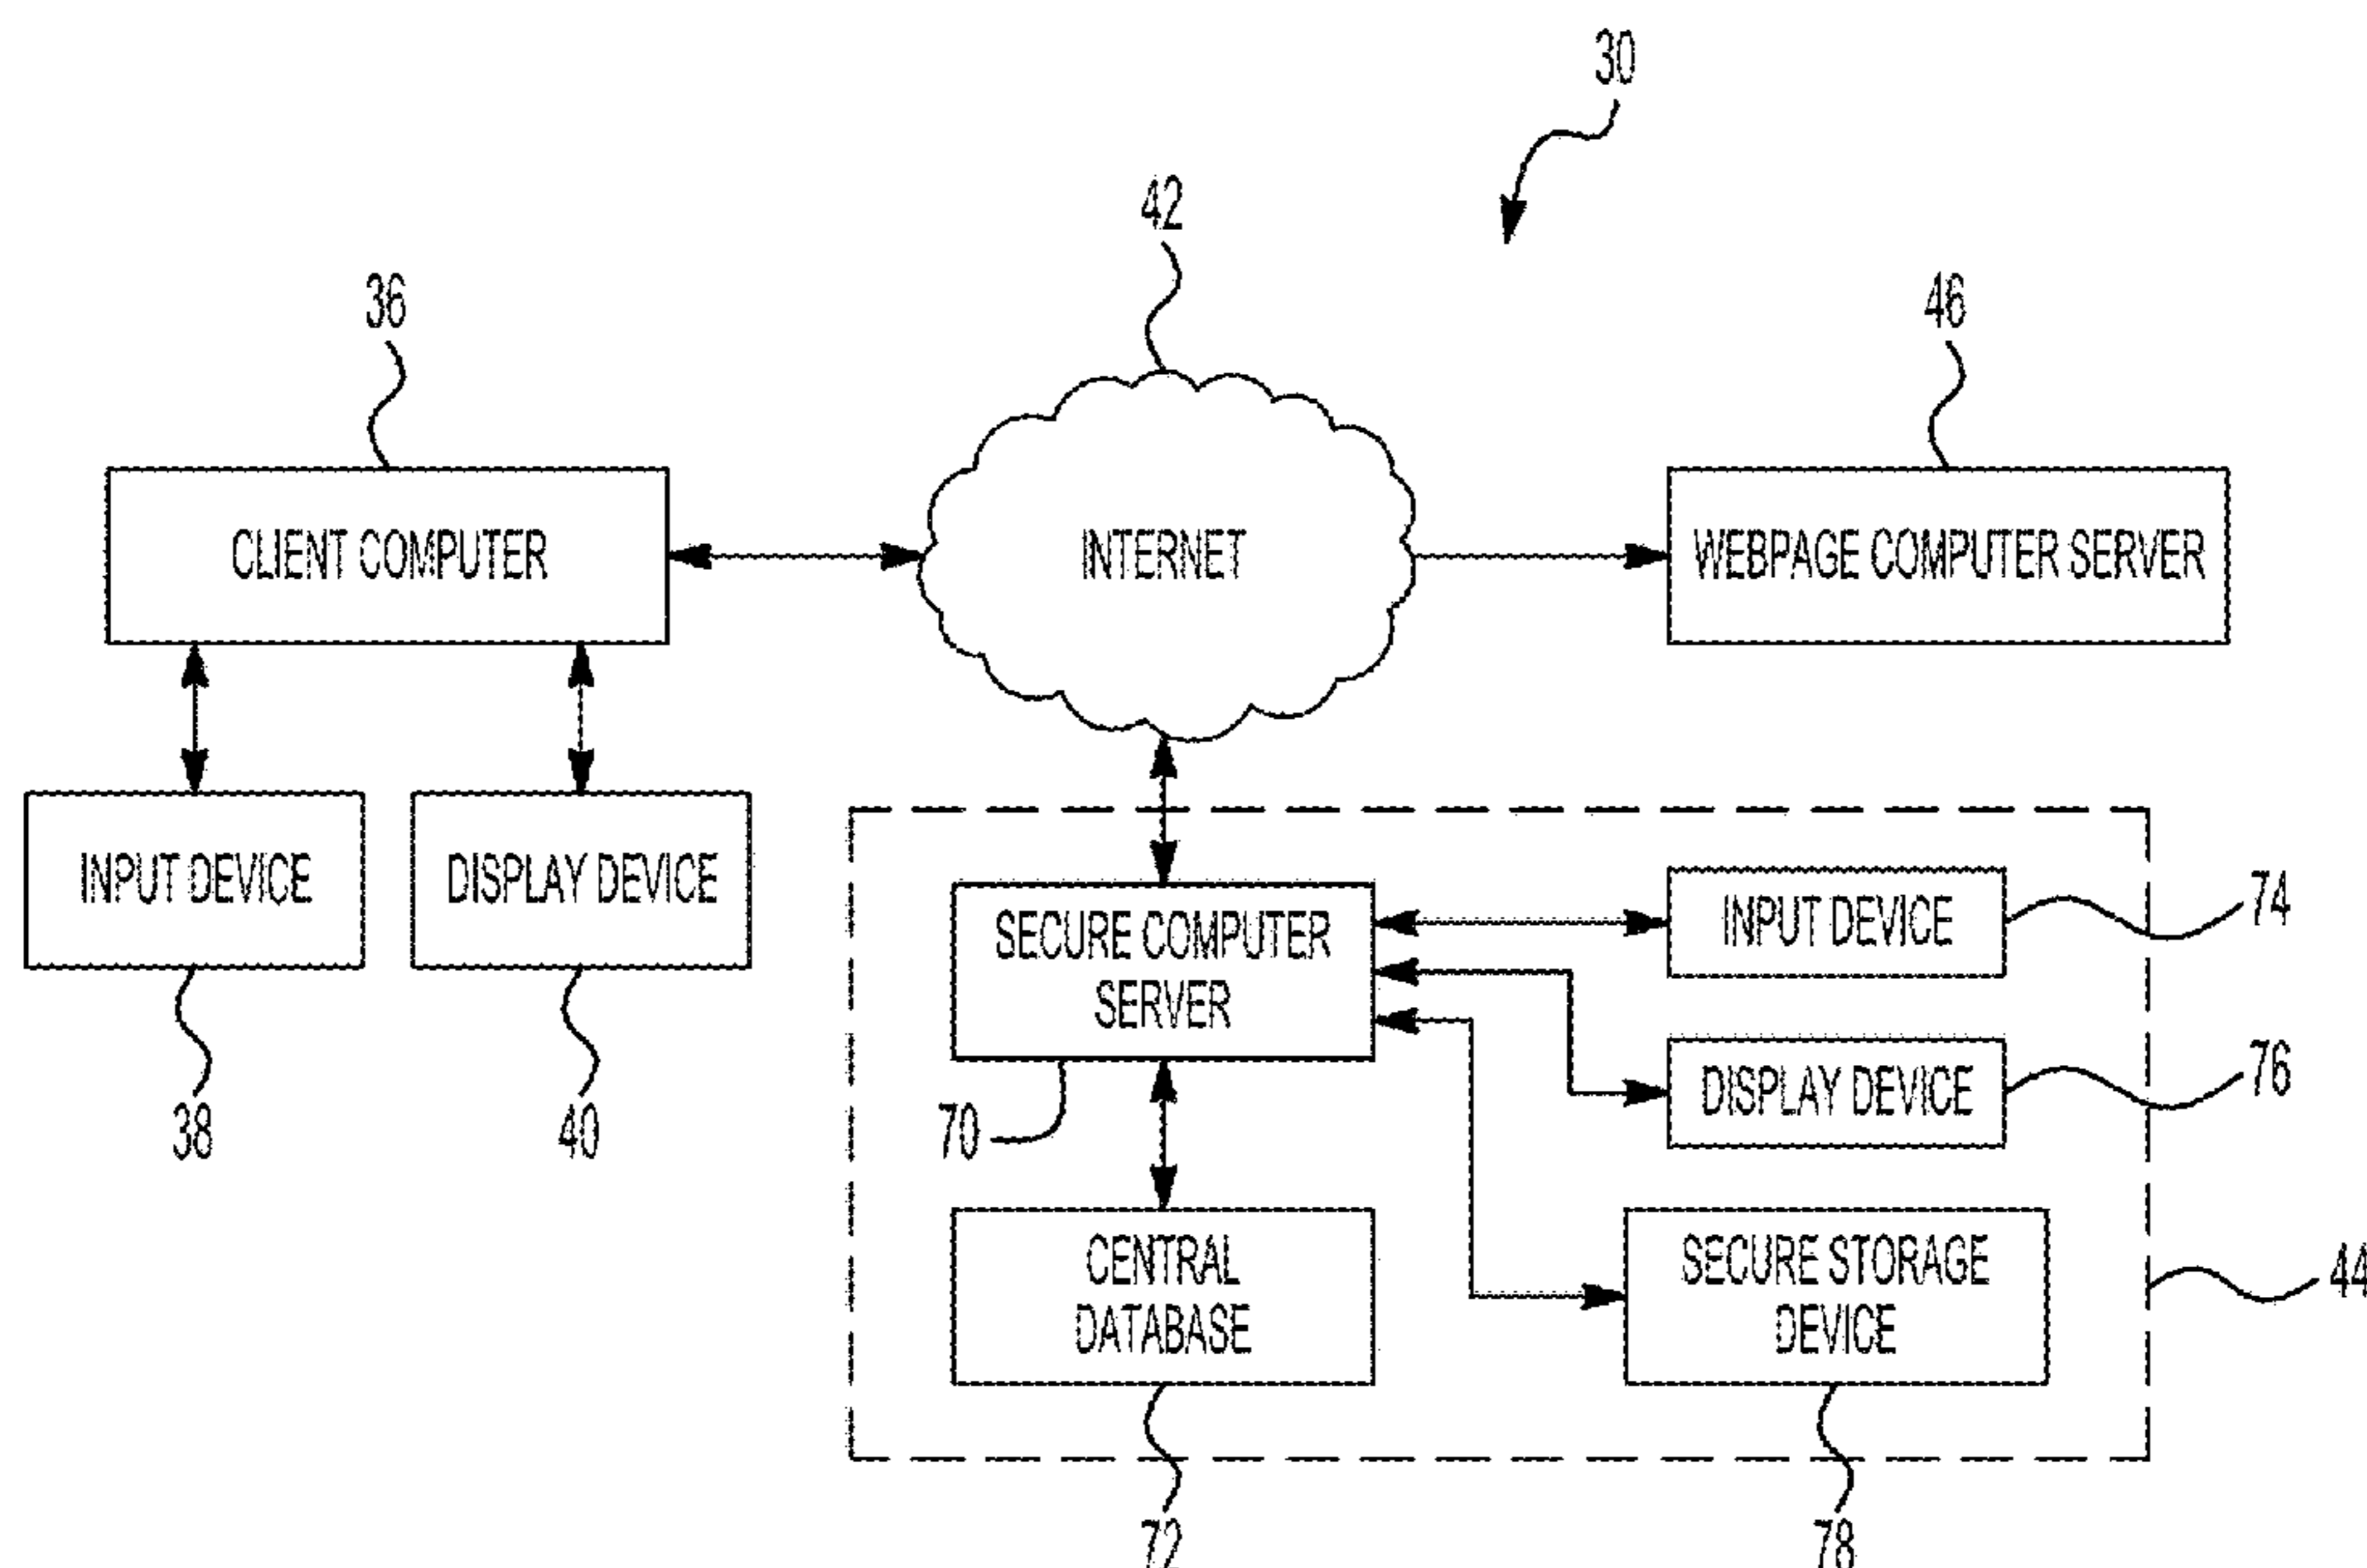 30
42
36
46
CLIENT COMPUTER
INTERNET
WEBPAGE COMPUTER SERVER
INPUT DEVICE
DISPLAY DEVICE
38
40
SECURE COMPUTER
SERVER
70
INPUT DEVICE
74
DISPLAY DEVICE
76
CENTRAL
DATABASE
72
SECURE STORAGE
DEVICE
78
44